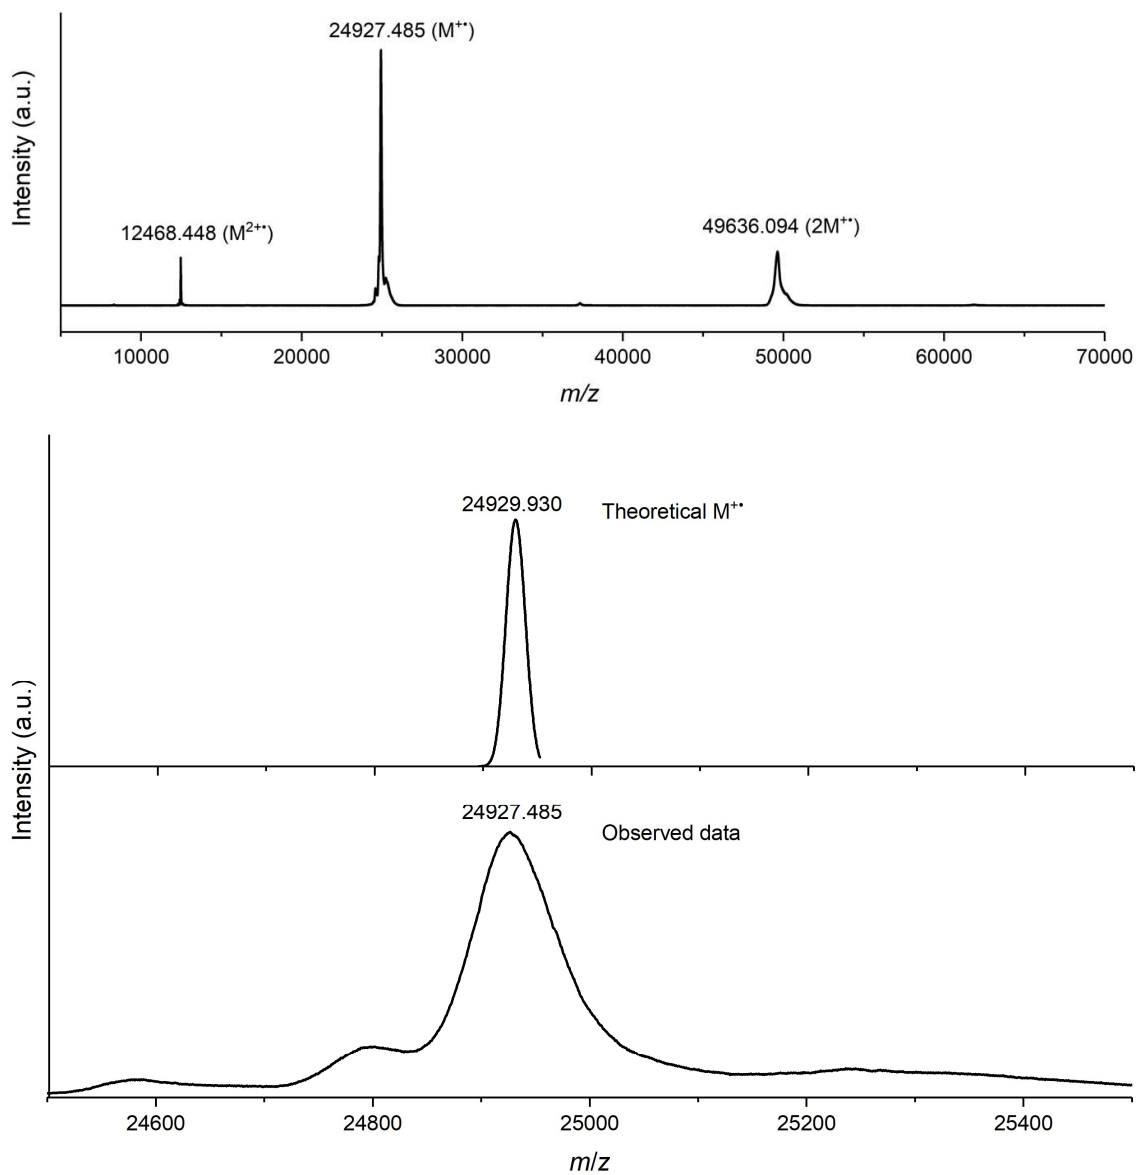 24927.485 (M⁺•)
12468.448 (M²⁺•)
49636.094 (2M⁺•)
Intensity (a.u.)
10000 20000 30000 40000 50000 60000 70000
m/z
24929.930
Theoretical M⁺•
24927.485
Observed data
Intensity (a.u.)
24600 24800 25000 25200 25400
m/z